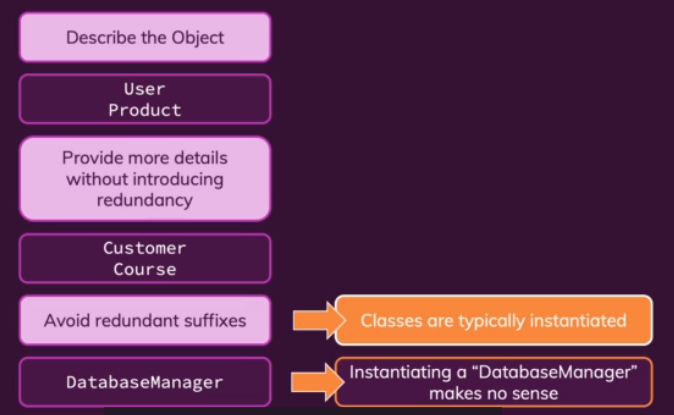 Describe the Object
User
Product
Provide more details
without introducing
redundancy
Customer
Course
Avoid redundant suffixes
Classes are typically instantiated
DatabaseManager
Instantiating a “DatabaseManager”
makes no sense